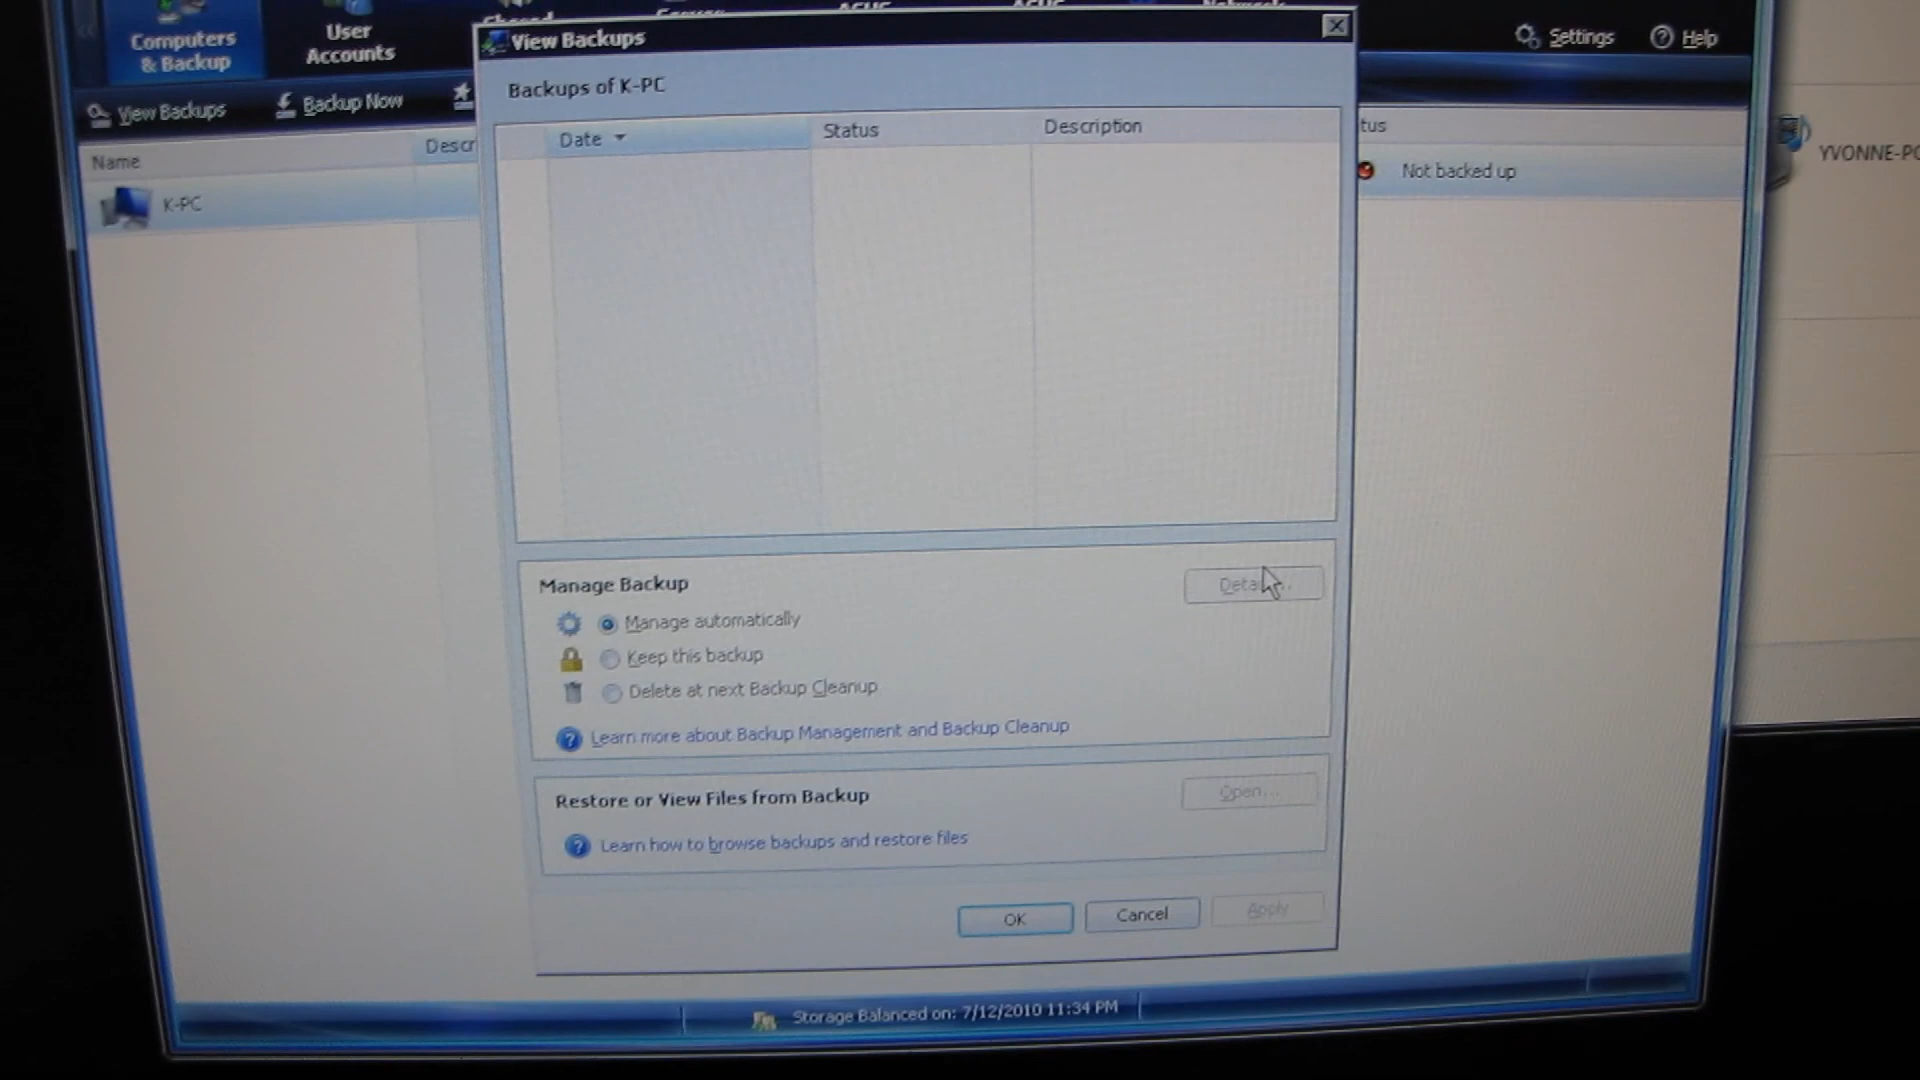 Computers
& Backup
User
Accounts
Settings
Help
View Backups
Backup Now
Name
K-PC
View Backups
Backups of K-PC
Date
Status
Description
Not backed up
YVONNE-PC
Manage Backup
Manage automatically
Keep this backup
Delete at next Backup Cleanup
Learn more about Backup Management and Backup Cleanup
Restore or View Files from Backup
Open...
Learn how to browse backups and restore files
OK
Cancel
Apply
Storage Balanced on: 7/12/2010 11:34 PM